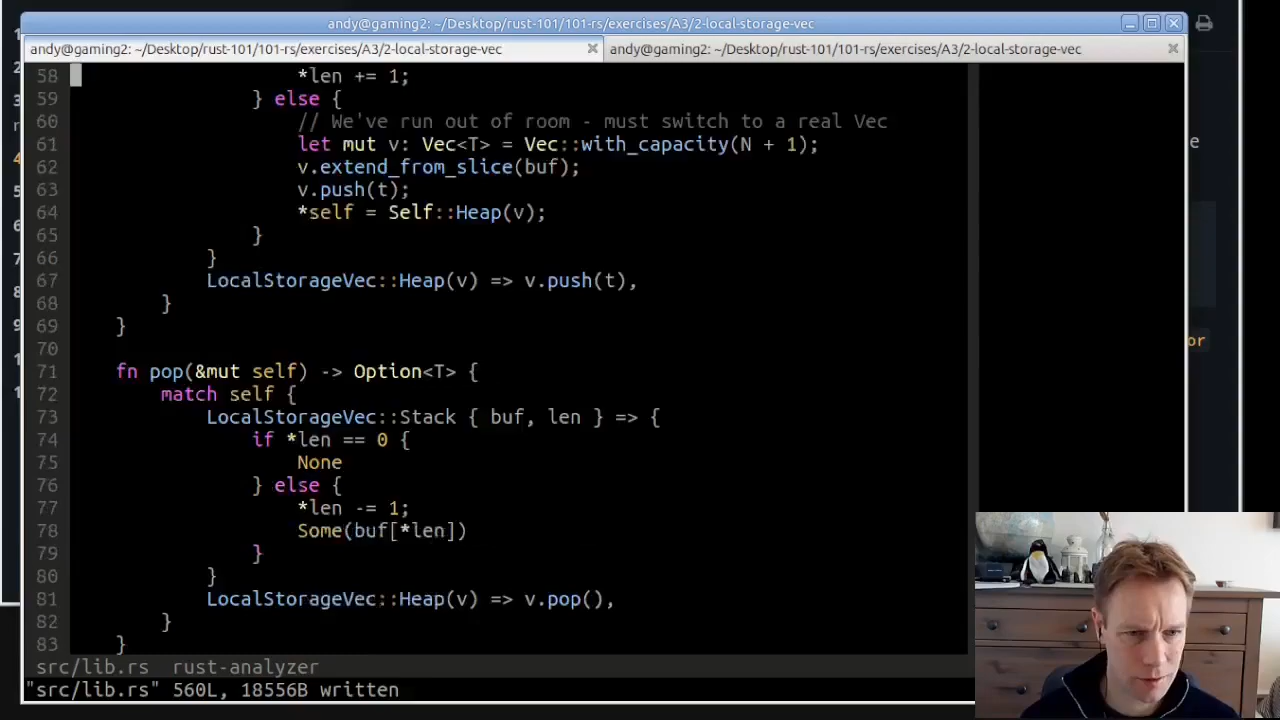 andy@gaming2: ~/Desktop/rust-101/101-rs/exercises/A3/2-local-storage-vec
andy@gaming2: ~/Desktop/rust-101/101-rs/exercises/A3/2-local-storage-vec
andy@gaming2: ~/Desktop/rust-101/101-rs/exercises/A3/2-local-storage-vec
58 *len += 1;
59 } else {
60 // We've run out of room - must switch to a real Vec
61 let mut v: Vec<T> = Vec::with_capacity(N + 1);
62 v.extend_from_slice(buf);
63 v.push(t);
64 *self = Self::Heap(v);
65 }
66 }
67 LocalStorageVec::Heap(v) => v.push(t),
68 }
69 }
70
71 fn pop(&mut self) -> Option<T> {
72 match self {
73 LocalStorageVec::Stack { buf, len } => {
74 if *len == 0 {
75 None
76 } else {
77 *len -= 1;
78 Some(buf[*len])
79 }
80 }
81 LocalStorageVec::Heap(v) => v.pop(),
82 }
83 }
src/lib.rs rust-analyzer
"src/lib.rs" 560L, 18556B written
e
or